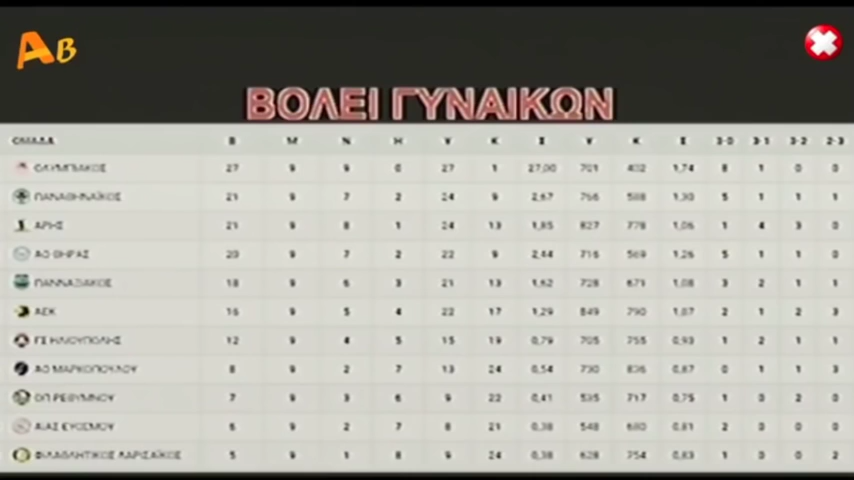 AB
ΒΟΛΕΙ ΓΥΝΑΙΚΩΝ
ΟΜΑΔΑ Β Μ Ν Η Υ Κ Σ Υ Κ Σ 3-0 3-1 3-2 2-3
ΟΛΥΜΠΙΑΚΟΣ 27 9 9 0 27 1 27,00 701 402 1,74 8 1 0 0
ΠΑΝΑΘΗΝΑΪΚΟΣ 21 9 7 2 24 9 2,67 766 588 1,30 5 1 1 1
ΑΡΗΣ 21 9 8 1 24 13 1,85 827 778 1,06 1 4 3 0
ΑΟ ΘΗΡΑΣ 20 9 7 2 22 9 2,44 716 569 1,26 5 1 1 0
ΠΑΝΝΑΞΙΑΚΟΣ 18 9 6 3 21 13 1,62 728 671 1,08 3 2 1 1
ΑΕΚ 16 9 5 4 22 17 1,29 849 790 1,07 2 1 2 3
ΓΣ ΗΛΙΟΥΠΟΛΗΣ 12 9 4 5 15 19 0,79 705 755 0,93 1 2 1 1
ΑΟ ΜΑΡΚΟΠΟΥΛΟΥ 8 9 2 7 13 24 0,54 730 836 0,87 0 1 1 3
ΟΠ ΡΕΘΥΜΝΟΥ 7 9 3 6 9 22 0,41 535 717 0,75 1 0 2 0
ΑΙΑΣ ΕΥΟΣΜΟΥ 6 9 2 7 8 21 0,38 548 680 0,81 2 0 0 0
ΦΙΛΑΘΛΗΤΙΚΟΣ ΛΑΡΙΣΑΪΚΟΣ 5 9 1 8 9 24 0,38 628 754 0,83 1 0 0 2